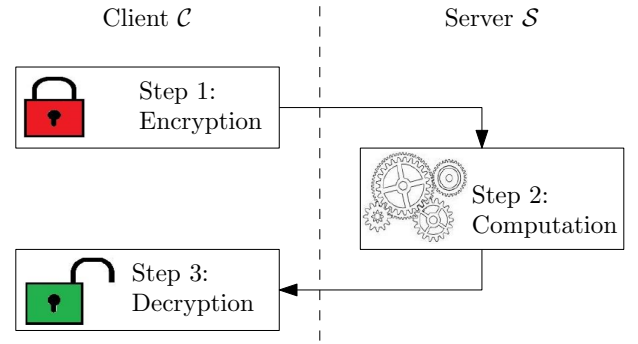 Client 𝒞
Server 𝒮
Step 1:
Encryption
Step 2:
Computation
Step 3:
Decryption